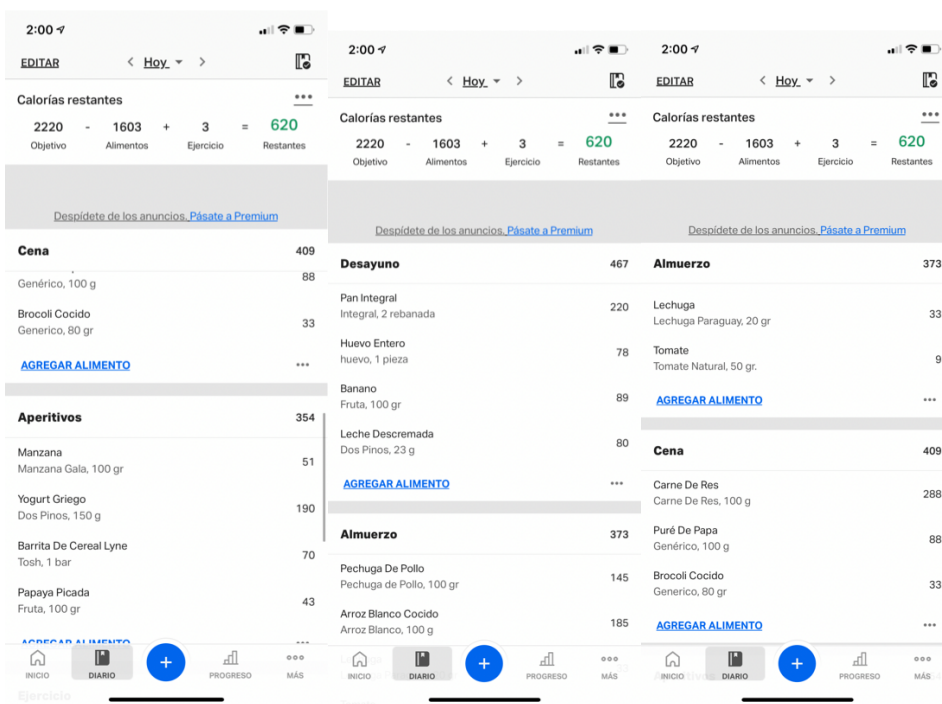 2:00
EDITAR < Hoy >
Calorías restantes •••
2220 - 1603 + 3 = 620
Objetivo Alimentos Ejercicio Restantes
Despídete de los anuncios. Pásate a Premium
Cena 409
Genérico, 100 g 88
Brocoli Cocido
Generico, 80 gr 33
AGREGAR ALIMENTO •••
Aperitivos 354
Manzana
Manzana Gala, 100 gr 51
Yogurt Griego
Dos Pinos, 150 g 190
Barrita De Cereal Lyne
Tosh, 1 bar 70
Papaya Picada
Fruta, 100 gr 43
AGREGAR ALIMENTO •••
INICIO DIARIO + PROGRESO MÁS
Ejercicio
2:00
EDITAR < Hoy >
Calorías restantes •••
2220 - 1603 + 3 = 620
Objetivo Alimentos Ejercicio Restantes
Despídete de los anuncios. Pásate a Premium
Desayuno 467
Pan Integral
Integral, 2 rebanada 220
Huevo Entero
huevo, 1 pieza 78
Banano
Fruta, 100 gr 89
Leche Descremada
Dos Pinos, 23 g 80
AGREGAR ALIMENTO •••
Almuerzo 373
Pechuga De Pollo
Pechuga de Pollo, 100 gr 145
Arroz Blanco Cocido
Arroz Blanco, 100 g 185
INICIO DIARIO + PROGRESO MÁS
2:00
EDITAR < Hoy >
Calorías restantes •••
2220 - 1603 + 3 = 620
Objetivo Alimentos Ejercicio Restantes
Despídete de los anuncios. Pásate a Premium
Almuerzo 373
Lechuga
Lechuga Paraguay, 20 gr 33
Tomate
Tomate Natural, 50 gr. 9
AGREGAR ALIMENTO •••
Cena 409
Carne De Res
Carne De Res, 100 g 288
Puré De Papa
Genérico, 100 g 88
Brocoli Cocido
Generico, 80 gr 33
AGREGAR ALIMENTO •••
INICIO DIARIO + PROGRESO MÁS